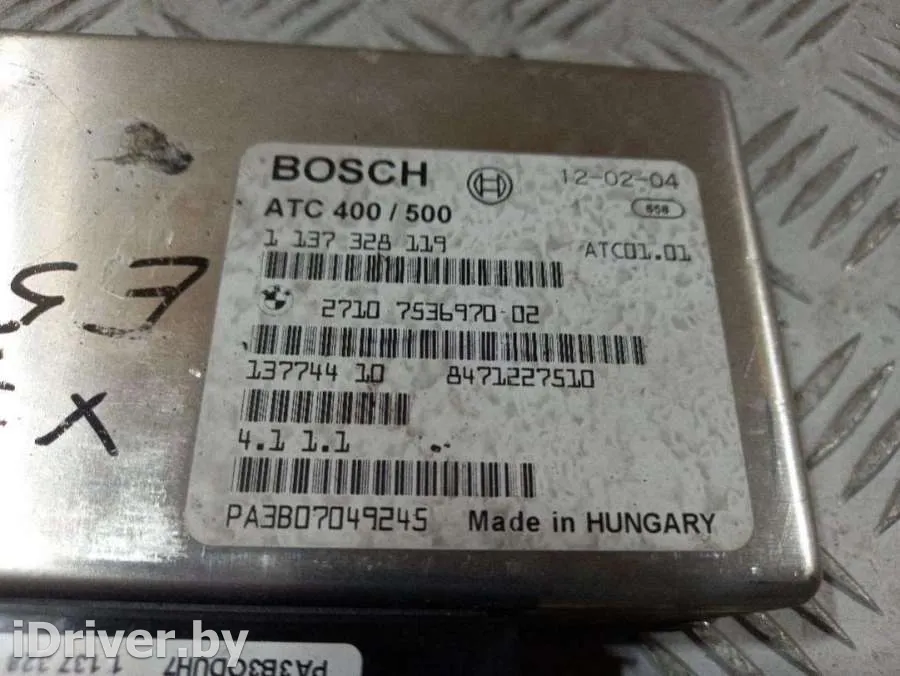 BOSCH
12-02-04
ATC 400 / 500
1 137 328 119
ATC01.01
2710 7536970-02
137744 10 8471227510
4.1 1.1
PA3B07049245 Made in HUNGARY
iDriver.by
1 137 328